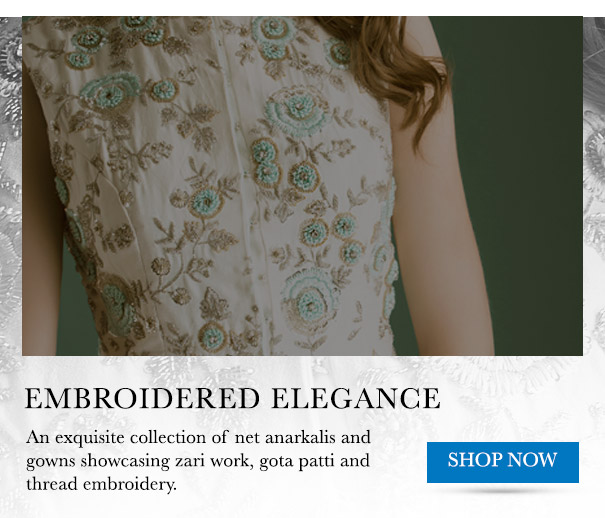 EMBROIDERED ELEGANCE
An exquisite collection of net anarkalis and
gowns showcasing zari work, gota patti and
thread embroidery.
SHOP NOW